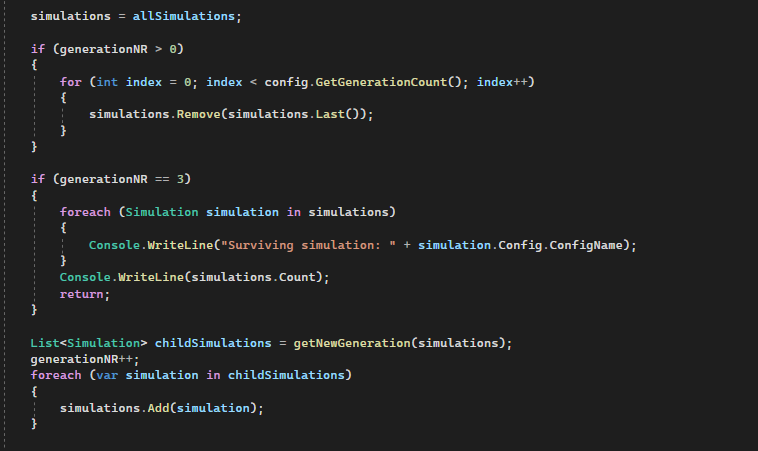 simulations = allSimulations;
if (generationNR > 0)
{
for (int index = 0; index < config.GetGenerationCount(); index++)
{
simulations.Remove(simulations.Last());
}
}
if (generationNR == 3)
{
foreach (Simulation simulation in simulations)
{
Console.WriteLine("Surviving simulation: " + simulation.Config.ConfigName);
}
Console.WriteLine(simulations.Count);
return;
}
List<Simulation> childSimulations = getNewGeneration(simulations);
generationNR++;
foreach (var simulation in childSimulations)
{
simulations.Add(simulation);
}